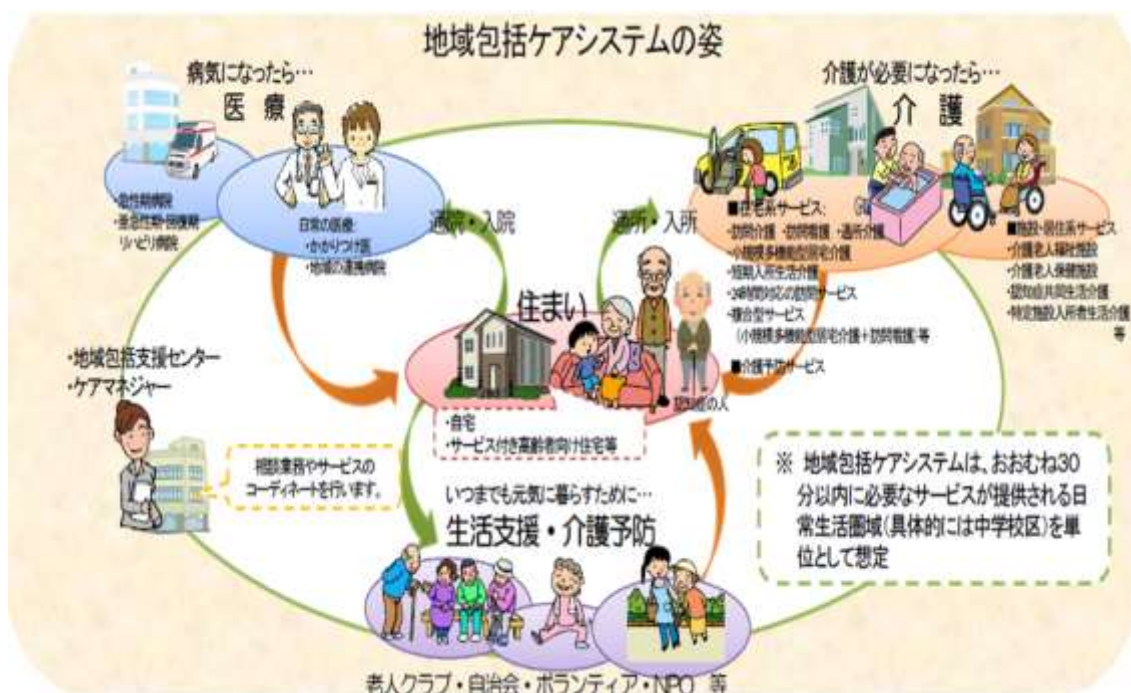 地域包括ケアシステムの姿
病気になったら…
医 療
介護が必要になったら…
介 護
・急性期病院
・亜急性期・回復期
リハビリ病院
日常の医療:
・かかりつけ医
・地域の連携病院
通院・入院
通所・入所
■在宅系サービス:
・訪問介護 ・訪問看護 ・通所介護
・小規模多機能型居宅介護
・短期入所生活介護
・24時間対応の訪問サービス
・複合型サービス
(小規模多機能型居宅介護+訪問看護) 等
■介護予防サービス
■施設・居住系サービス
・介護老人福祉施設
・介護老人保健施設
・認知症共同生活介護
・特定施設入所者生活介護
等
住まい
認知症の人
・自宅
・サービス付き高齢者向け住宅等
・地域包括支援センター
・ケアマネジャー
相談業務やサービスの
コーディネートを行います。
いつまでも元気に暮らすために…
生活支援・介護予防
※ 地域包括ケアシステムは、おおむね30
分以内に必要なサービスが提供される日
常生活圏域(具体的には中学校区)を単
位として想定
老人クラブ・自治会・ボランティア・NPO 等